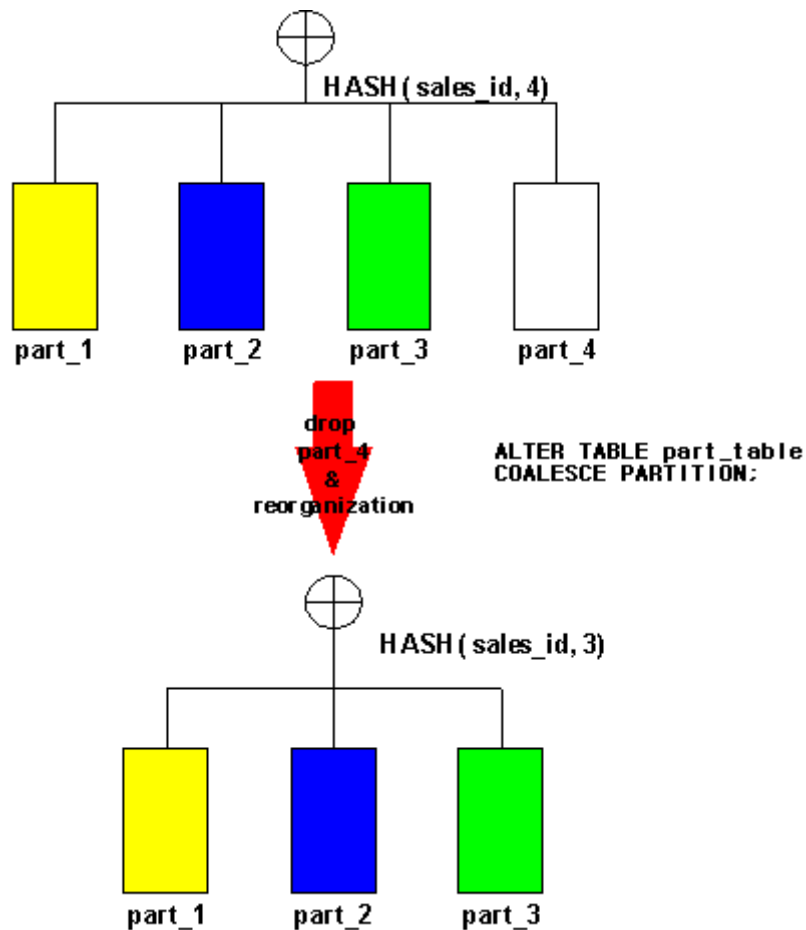 HASH( sales_id, 4)
part_1 part_2 part_3 part_4
drop
part_4
&
reorganization
ALTER TABLE part_table
COALESCE PARTITION;
HASH( sales_id, 3)
part_1 part_2 part_3